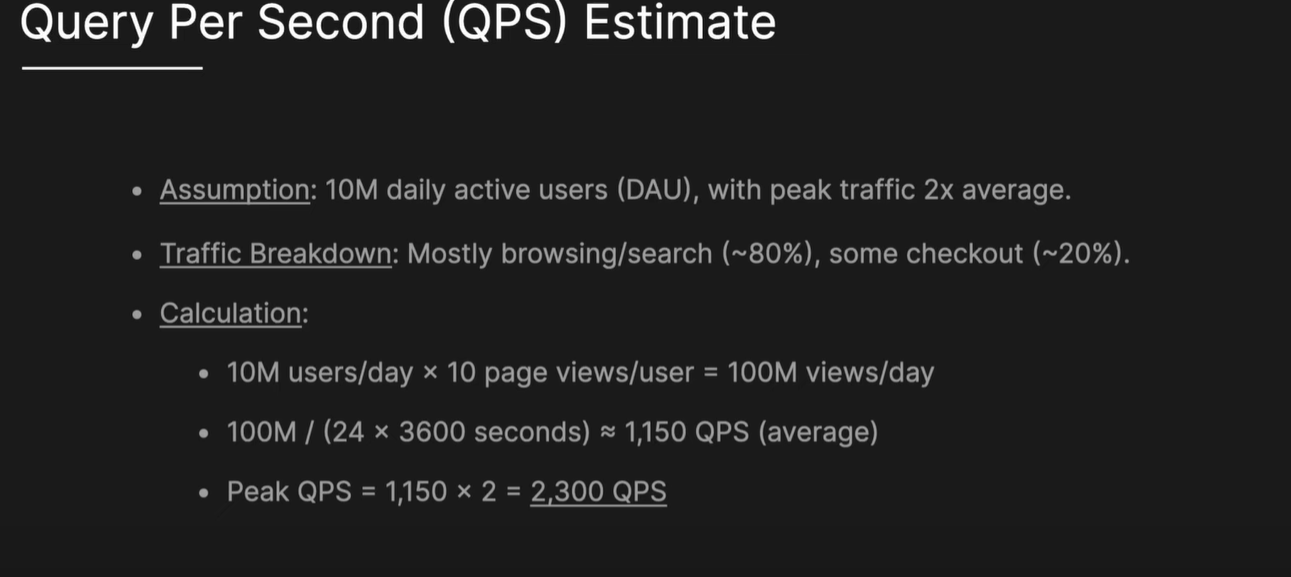 Query Per Second (QPS) Estimate
• Assumption: 10M daily active users (DAU), with peak traffic 2x average.
• Traffic Breakdown: Mostly browsing/search (~80%), some checkout (~20%).
• Calculation:
• 10M users/day × 10 page views/user = 100M views/day
• 100M / (24 × 3600 seconds) ≈ 1,150 QPS (average)
• Peak QPS = 1,150 × 2 = 2,300 QPS